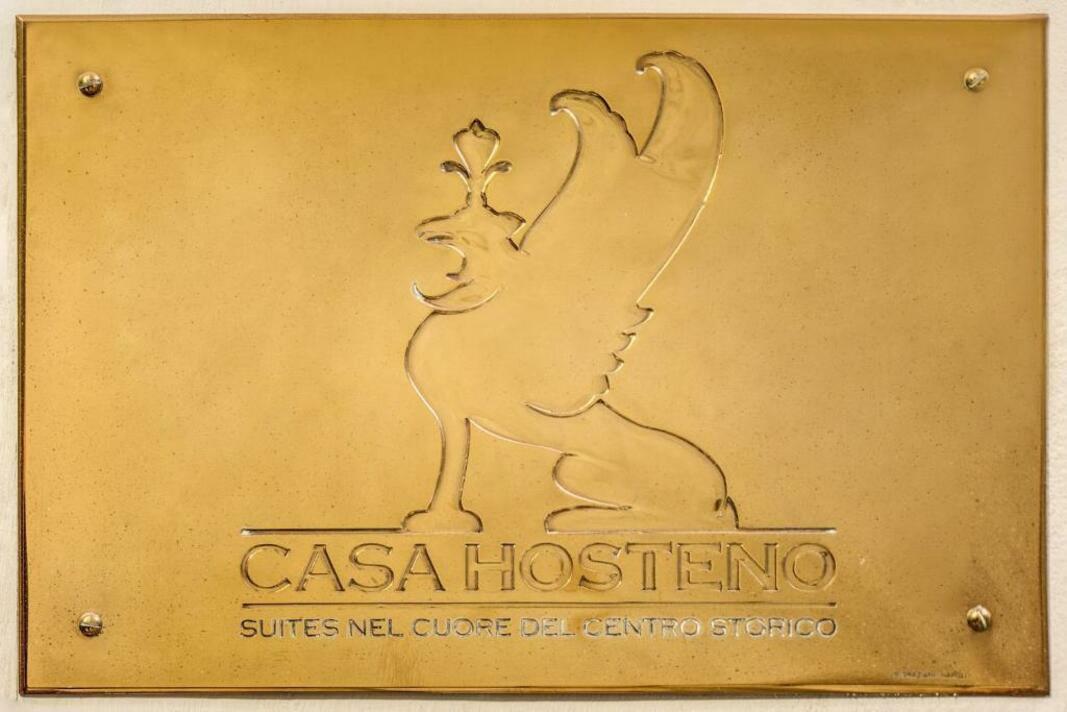 CASA HOSTENO
SUITES NEL CUORE DEL CENTRO STORICO